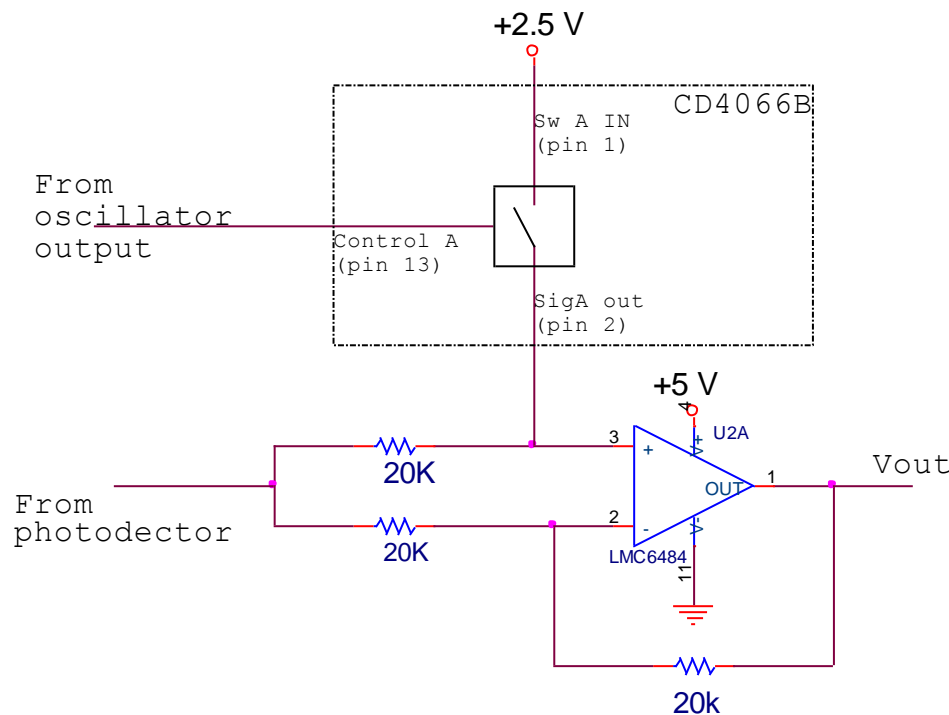 +2.5 V
CD4066B
Sw A IN
(pin 1)
From
oscillator
output
Control A
(pin 13)
SigA out
(pin 2)
+5 V
4
U2A
V+
3
+
20K
OUT
1
Vout
From
photodector
2
-
20K
V-
LMC6484
11
20k